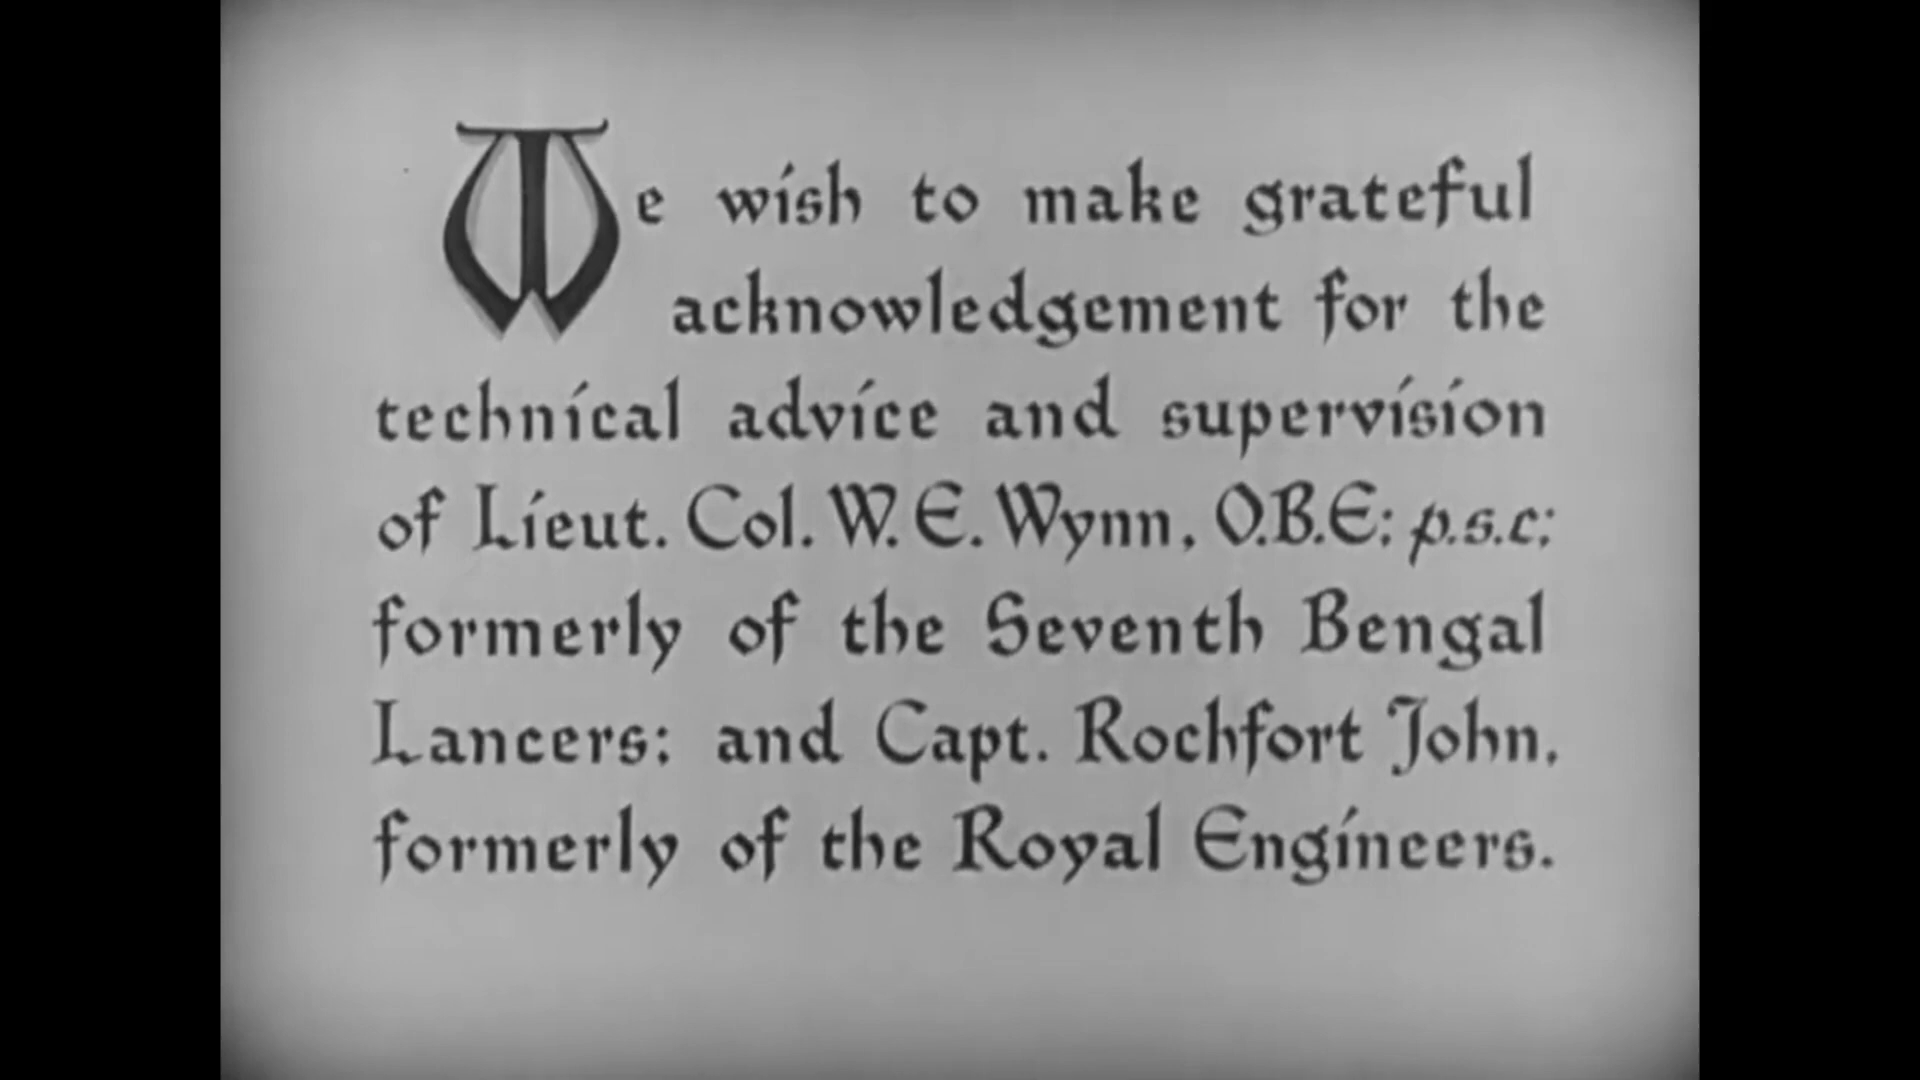 We wish to make grateful
acknowledgement for the
technical advice and supervision
of Lieut. Col. W. E. Wynn, O.B.E; p.s.c;
formerly of the Seventh Bengal
Lancers; and Capt. Rochfort John,
formerly of the Royal Engineers.